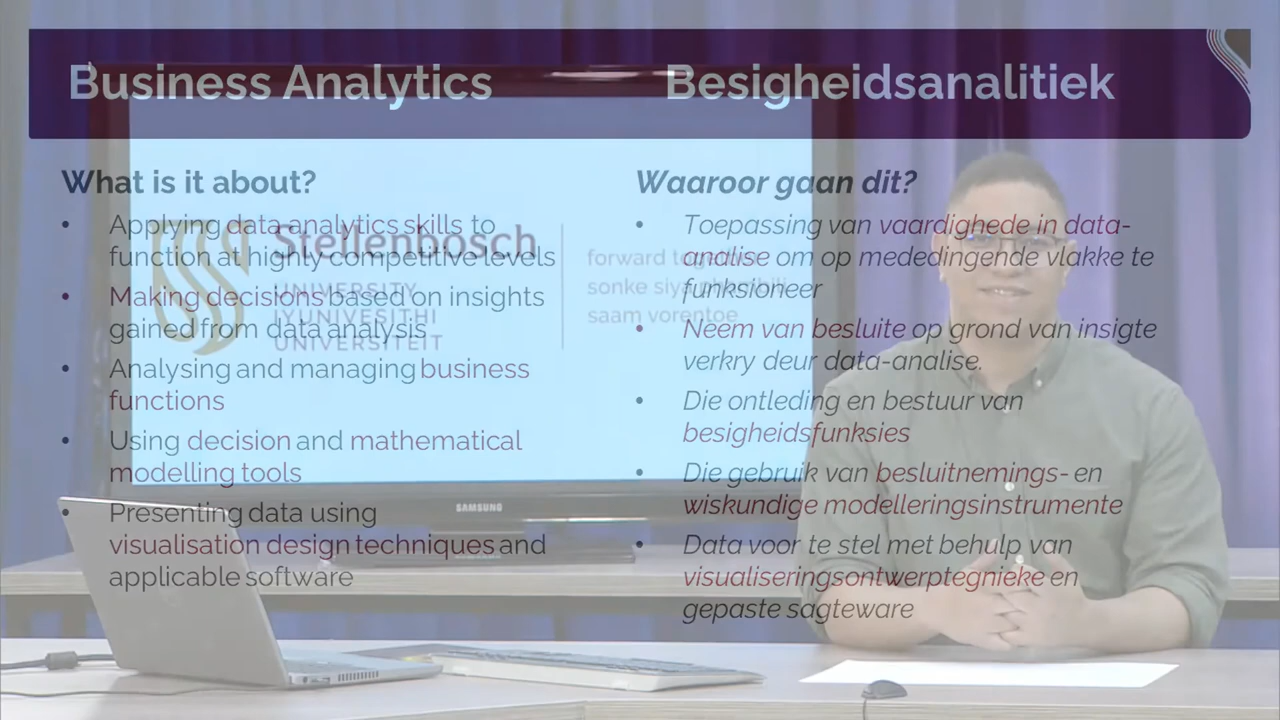 Business Analytics
Besigheidsanalitiek
What is it about?
• Applying data analytics skills to
function at highly competitive levels
• Making decisions based on insights
gained from data analysis
• Analysing and managing business
functions
• Using decision and mathematical
modelling tools
• Presenting data using
visualisation design techniques and
applicable software
Waaroor gaan dit?
• Toepassing van vaardighede in data-
analise om op mededingende vlakke te
funksioneer
• Neem van besluite op grond van insigte
verkry deur data-analise.
• Die ontleding en bestuur van
besigheidsfunksies
• Die gebruik van besluitnemings- en
wiskundige modelleringsinstrumente
• Data voor te stel met behulp van
visualiseringsontwerptegnieke en
gepaste sagteware
Stellenbosch
UNIVERSITY
IYUNIVESITHI
UNIVERSITEIT
forward
sonke
saam vorentoe
SAMSUNG